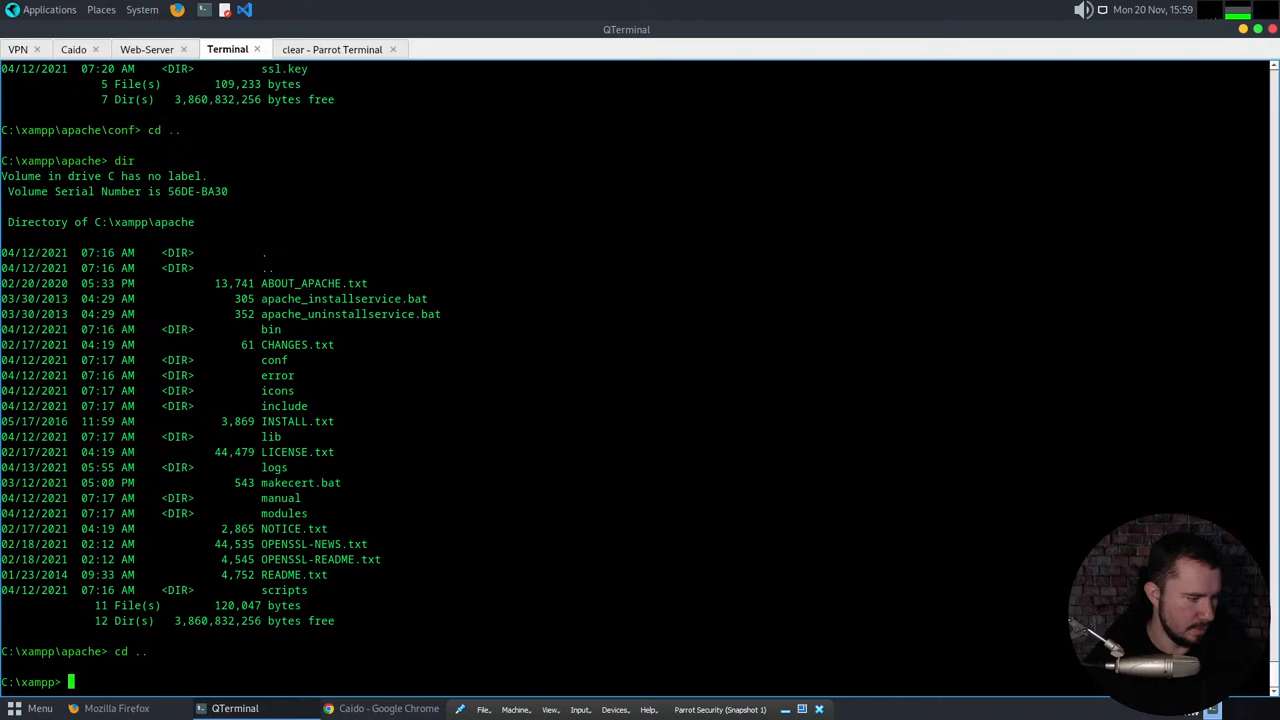 Applications Places System Mon 20 Nov, 15:59
QTerminal
VPN Caido Web-Server Terminal clear - Parrot Terminal
04/12/2021 07:20 AM <DIR> ssl.key
5 File(s) 109,233 bytes
7 Dir(s) 3,860,832,256 bytes free
C:\xampp\apache\conf> cd ..
C:\xampp\apache> dir
Volume in drive C has no label.
Volume Serial Number is 56DE-BA30
Directory of C:\xampp\apache
04/12/2021 07:16 AM <DIR> .
04/12/2021 07:16 AM <DIR> ..
02/20/2020 05:33 PM 13,741 ABOUT_APACHE.txt
03/30/2013 04:29 AM 305 apache_installservice.bat
03/30/2013 04:29 AM 352 apache_uninstallservice.bat
04/12/2021 07:16 AM <DIR> bin
02/17/2021 04:19 AM 61 CHANGES.txt
04/12/2021 07:17 AM <DIR> conf
04/12/2021 07:16 AM <DIR> error
04/12/2021 07:17 AM <DIR> icons
04/12/2021 07:17 AM <DIR> include
05/17/2016 11:59 AM 3,869 INSTALL.txt
04/12/2021 07:17 AM <DIR> lib
02/17/2021 04:19 AM 44,479 LICENSE.txt
04/13/2021 05:55 AM <DIR> logs
03/12/2021 05:00 PM 543 makecert.bat
04/12/2021 07:17 AM <DIR> manual
04/12/2021 07:17 AM <DIR> modules
02/17/2021 04:19 AM 2,865 NOTICE.txt
02/18/2021 02:12 AM 44,535 OPENSSL-NEWS.txt
02/18/2021 02:12 AM 4,545 OPENSSL-README.txt
01/23/2014 09:33 AM 4,752 README.txt
04/12/2021 07:16 AM <DIR> scripts
11 File(s) 120,047 bytes
12 Dir(s) 3,860,832,256 bytes free
C:\xampp\apache> cd ..
C:\xampp>
Menu Mozilla Firefox QTerminal Caido - Google Chrome File, Machine, View, Input, Devices, Help, Parrot Security (Snapshot 1)